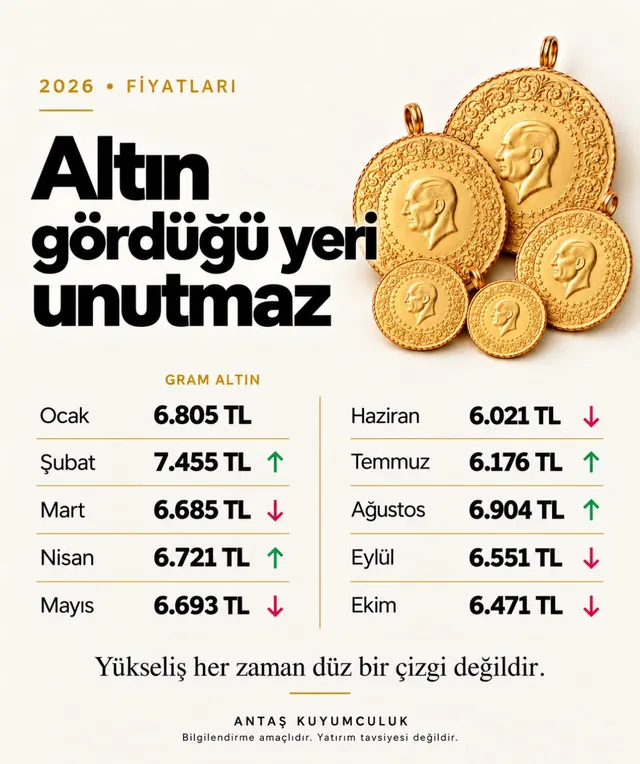 2026 • FİYATLARI
Altın
gördüğü yeri
unutmaz
GRAM ALTIN
Ocak 6.805 TL
Şubat 7.455 TL ↑
Mart 6.685 TL ↓
Nisan 6.721 TL ↑
Mayıs 6.693 TL ↓
Haziran 6.021 TL ↓
Temmuz 6.176 TL ↑
Ağustos 6.904 TL ↑
Eylül 6.551 TL ↓
Ekim 6.471 TL ↓
Yükseliş her zaman düz bir çizgi değildir.
ANTAŞ KUYUMCULUK
Bilgilendirme amaçlıdır. Yatırım tavsiyesi değildir.